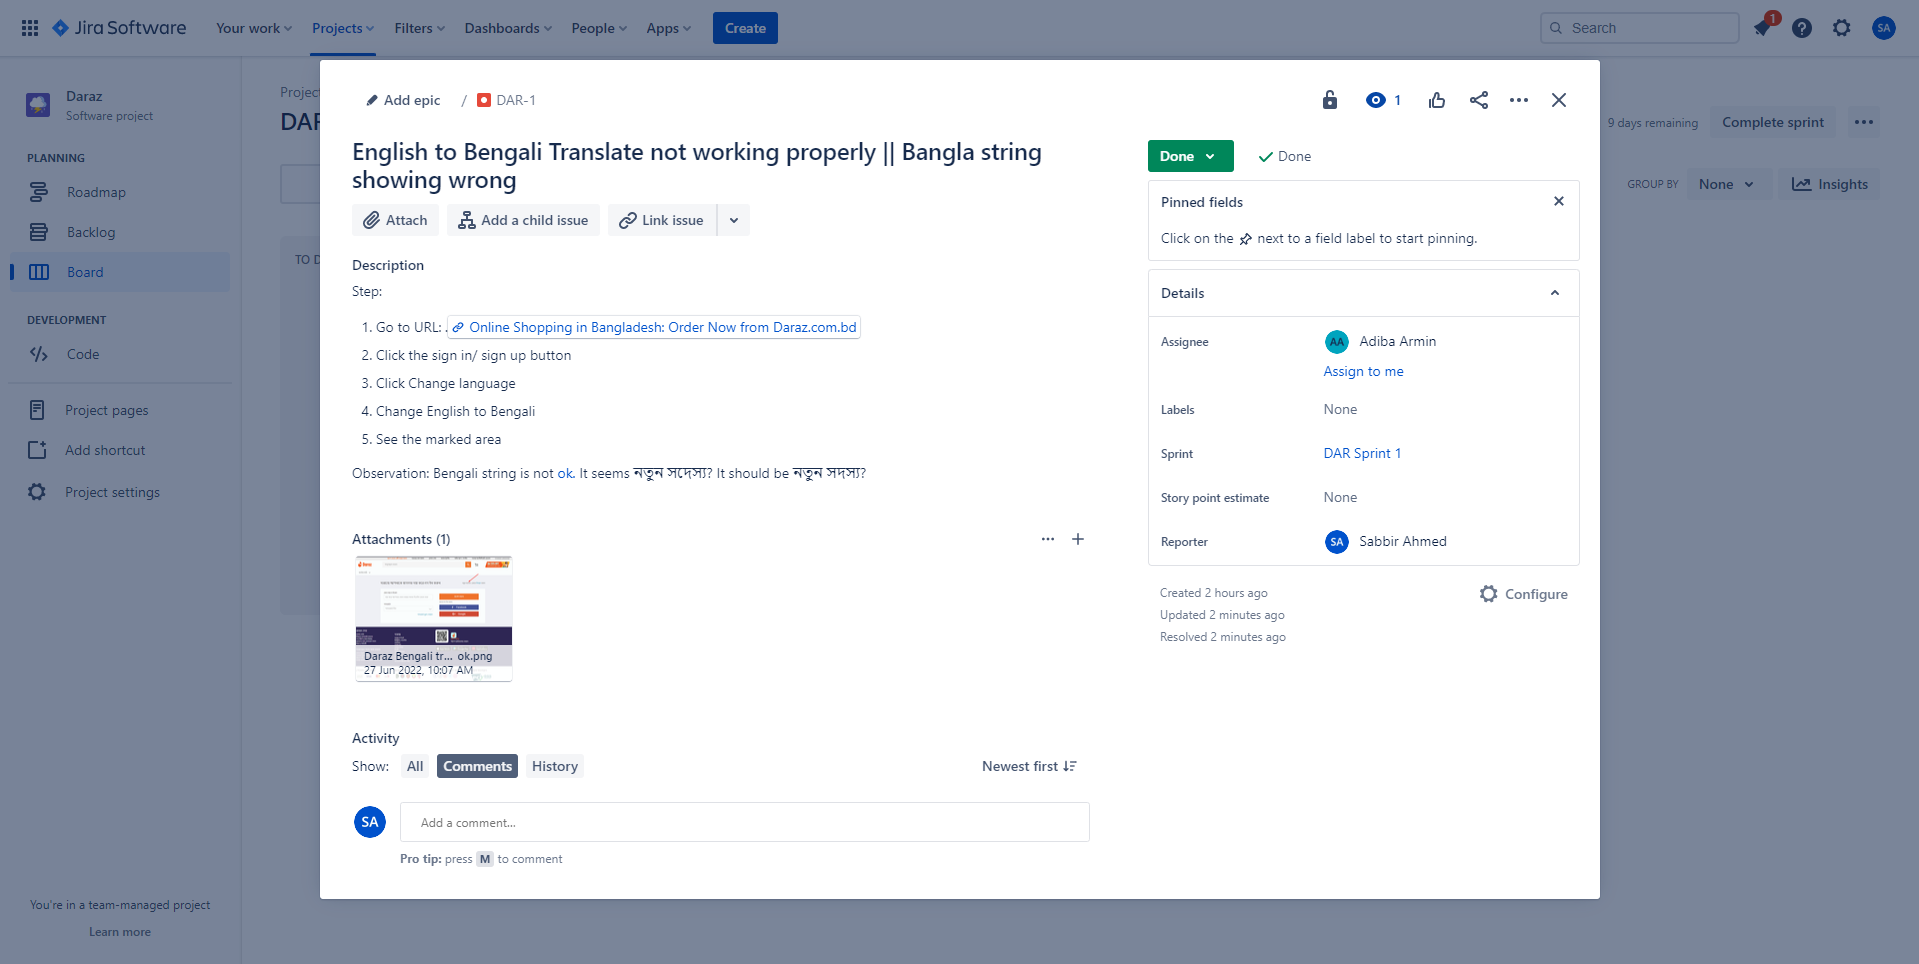 Jira Software
Your work
Projects
Filters
Dashboards
People
Apps
Create
Search
1
SA
Daraz
Software project
PLANNING
Roadmap
Backlog
Board
DEVELOPMENT
Code
Project pages
Add shortcut
Project settings
You're in a team-managed project
Learn more
Project
DAR
TO D
9 days remaining
Complete sprint
GROUP BY
None
Insights
Add epic
/
DAR-1
1
English to Bengali Translate not working properly || Bangla string
showing wrong
Attach
Add a child issue
Link issue
Description
Step:
1. Go to URL: . Online Shopping in Bangladesh: Order Now from Daraz.com.bd
2. Click the sign in/ sign up button
3. Click Change language
4. Change English to Bengali
5. See the marked area
Observation: Bengali string is not ok. It seems নতুন সদেস্য? It should be নতুন সদস্য?
Attachments (1)
Daraz Bengali tr... ok.png
27 Jun 2022, 10:07 AM
Activity
Show:
All
Comments
History
Newest first
SA
Add a comment...
Pro tip: press M to comment
Done
Done
Pinned fields
Click on the next to a field label to start pinning.
Details
Assignee
AA
Adiba Armin
Assign to me
Labels
None
Sprint
DAR Sprint 1
Story point estimate
None
Reporter
SA
Sabbir Ahmed
Created 2 hours ago
Updated 2 minutes ago
Resolved 2 minutes ago
Configure